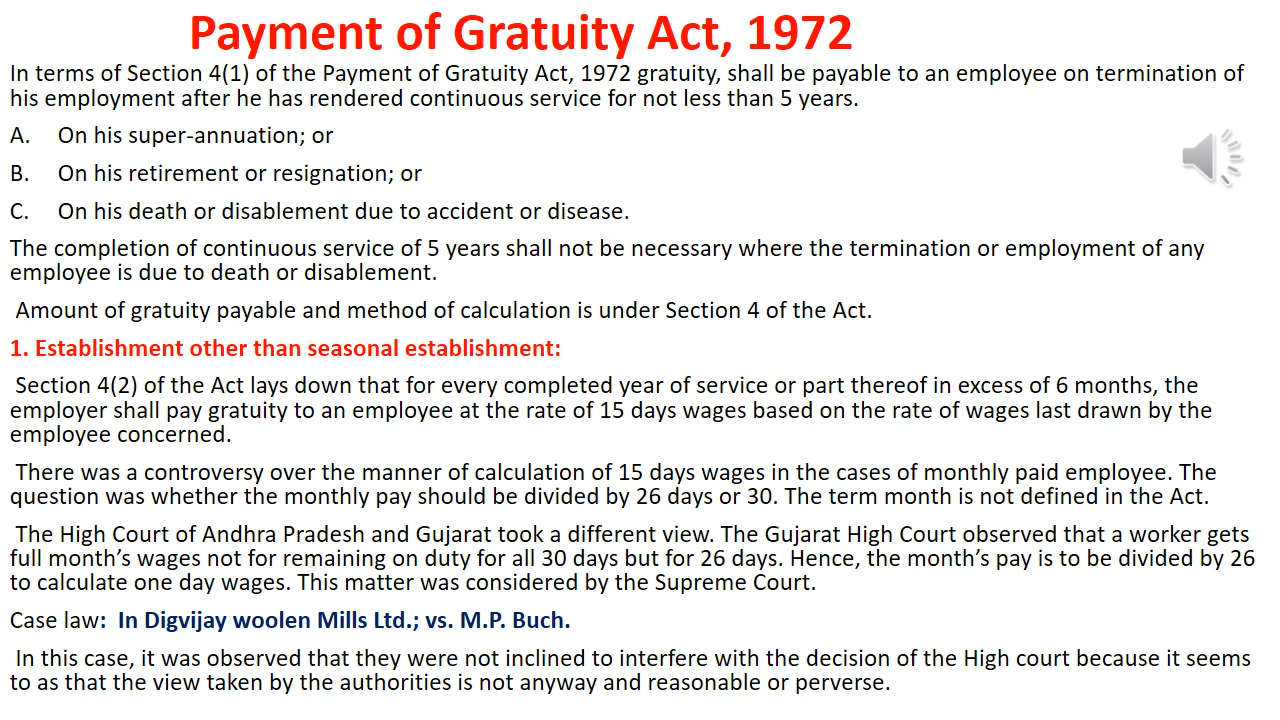 Payment of Gratuity Act, 1972
In terms of Section 4(1) of the Payment of Gratuity Act, 1972 gratuity, shall be payable to an employee on termination of
his employment after he has rendered continuous service for not less than 5 years.
A. On his super-annuation; or
B. On his retirement or resignation; or
C. On his death or disablement due to accident or disease.
The completion of continuous service of 5 years shall not be necessary where the termination or employment of any
employee is due to death or disablement.
Amount of gratuity payable and method of calculation is under Section 4 of the Act.
1. Establishment other than seasonal establishment:
Section 4(2) of the Act lays down that for every completed year of service or part thereof in excess of 6 months, the
employer shall pay gratuity to an employee at the rate of 15 days wages based on the rate of wages last drawn by the
employee concerned.
There was a controversy over the manner of calculation of 15 days wages in the cases of monthly paid employee. The
question was whether the monthly pay should be divided by 26 days or 30. The term month is not defined in the Act.
The High Court of Andhra Pradesh and Gujarat took a different view. The Gujarat High Court observed that a worker gets
full month’s wages not for remaining on duty for all 30 days but for 26 days. Hence, the month’s pay is to be divided by 26
to calculate one day wages. This matter was considered by the Supreme Court.
Case law: In Digvijay woolen Mills Ltd.; vs. M.P. Buch.
In this case, it was observed that they were not inclined to interfere with the decision of the High court because it seems
to as that the view taken by the authorities is not anyway and reasonable or perverse.